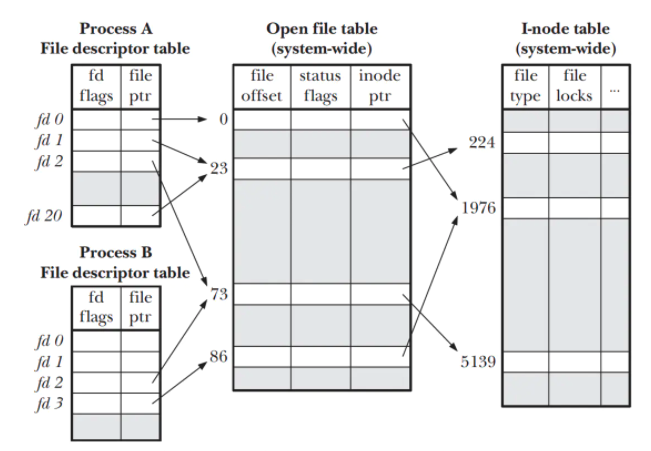 Process A
File descriptor table
fd flags file ptr
fd 0
fd 1
fd 2
fd 20
Process B
File descriptor table
fd flags file ptr
fd 0
fd 1
fd 2
fd 3
Open file table
(system-wide)
file offset status flags inode ptr
0
23
73
86
I-node table
(system-wide)
file type file locks ...
224
1976
5139